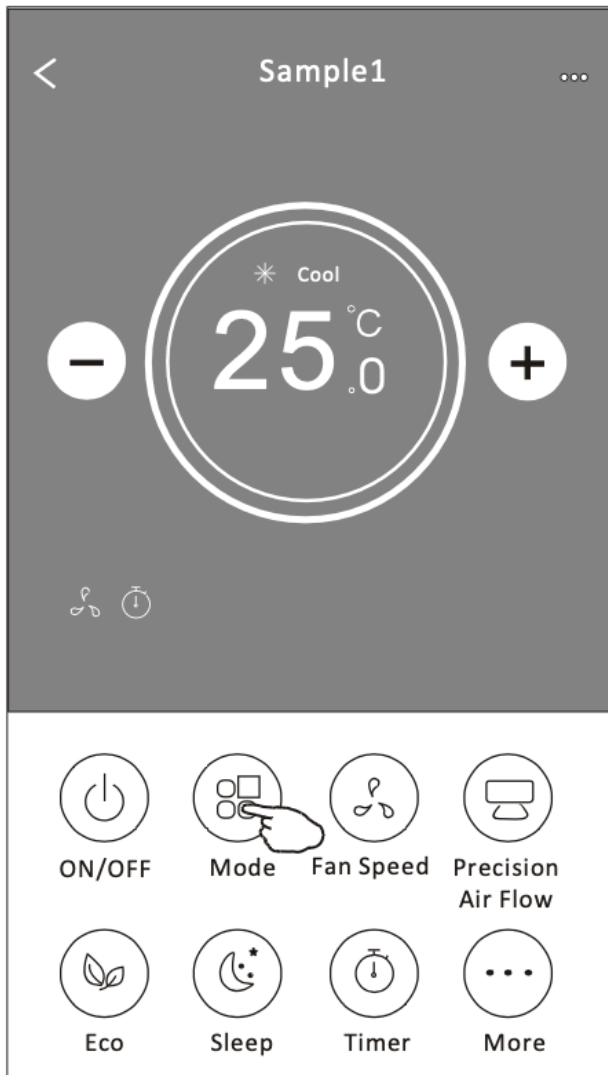 Sample1
Cool
25.0 °C
ON/OFF
Mode
Fan Speed
Precision
Air Flow
Eco
Sleep
Timer
More